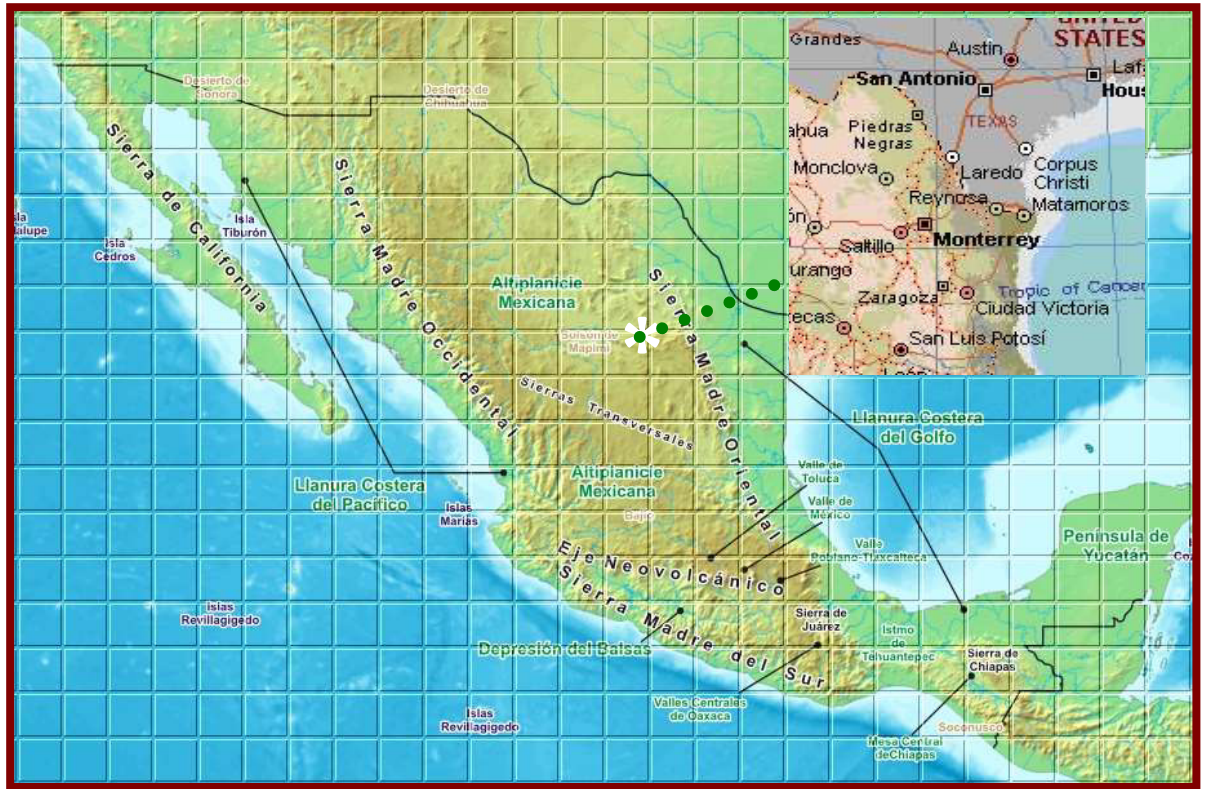 UNITED
STATES
Grandes
Austin
San Antonio
TEXAS
Piedras
Negras
Monclova
Laredo
Corpus
Christi
Reynosa
Matamoros
Monterrey
Saltillo
Zaragoza
Tropic of Cancer
Ciudad Victoria
San Luis Potosí
Desierto de
Sonora
Desierto de
Chihuahua
Sierra de California
Isla
Tiburón
Isla
Cedros
Sierra Madre Occidental
Altiplanicie
Mexicana
Bolsón de
Mapimí
Sierra Madre Oriental
Sierras Transversales
Llanura Costera
del Golfo
Llanura Costera
del Pacífico
Altiplanicie
Mexicana
Bajío
Islas
Marías
Valle de
Toluca
Valle de
México
Valle
Poblano-Tlaxcalteca
Península de
Yucatán
Eje Neovolcánico
Sierra Madre del Sur
Islas
Revillagigedo
Sierra de
Juárez
Istmo
de
Tehuantepec
Sierra de
Chiapas
Depresión del Balsas
Valles Centrales
de Oaxaca
Islas
Revillagigedo
Soconusco
Mesa Central
deChiapas